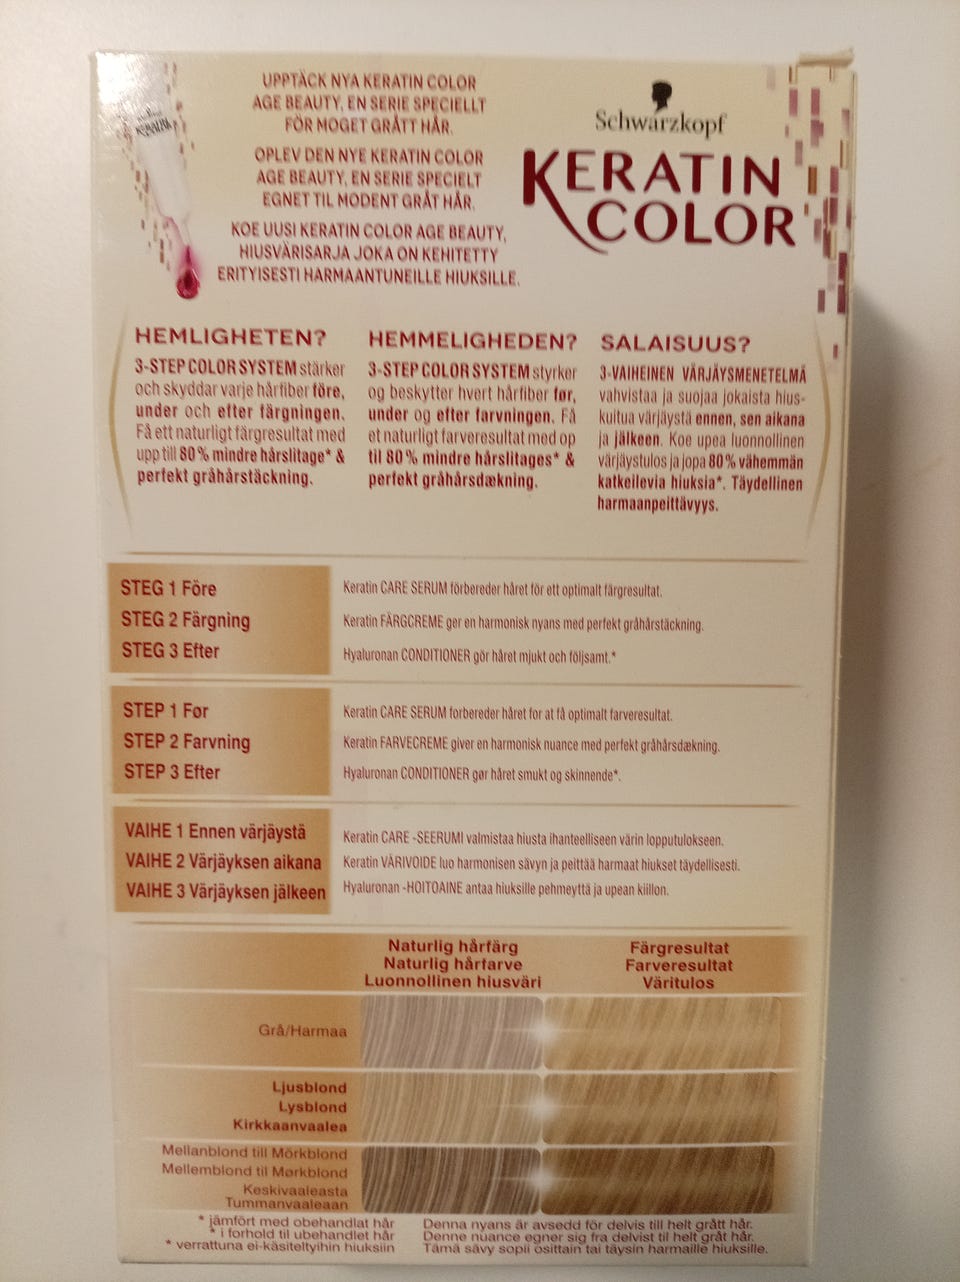 UPPTÄCK NYA KERATIN COLOR
AGE BEAUTY, EN SERIE SPECIELLT
FÖR MOGET GRÅTT HÅR.
OPLEV DEN NYE KERATIN COLOR
AGE BEAUTY, EN SERIE SPECIELT
EGNET TIL MODENT GRÅT HÅR.
KOE UUSI KERATIN COLOR AGE BEAUTY,
HIUSVÄRISARJA JOKA ON KEHITETTY
ERITYISESTI HARMAANTUNEILLE HIUKSILLE.
Schwarzkopf
KERATIN
COLOR
HEMLIGHETEN?
3-STEP COLOR SYSTEM stärker
och skyddar varje hårfiber före,
under och efter färgningen.
Få ett naturligt färgresultat med
upp till 80% mindre hårslitage* &
perfekt gråhårstäckning.
HEMMELIGHEDEN?
3-STEP COLOR SYSTEM styrker
og beskytter hvert hårfiber før,
under og efter farvningen. Få
et naturligt farveresultat med op
til 80% mindre hårslitages* &
perfekt gråhårsdækning.
SALAISUUS?
3-VAIHEINEN VÄRJÄYSMENETELMÄ
vahvistaa ja suojaa jokaista hius-
kuitua värjäystä ennen, sen aikana
ja jälkeen. Koe upea luonnollinen
värjäystulos ja jopa 80% vähemmän
katkeilevia hiuksia*. Täydellinen
harmaanpeittävyys.
STEG 1 Före
Keratin CARE SERUM förbereder håret för ett optimalt färgresultat.
STEG 2 Färgning
Keratin FÄRGCREME ger en harmonisk nyans med perfekt gråhårstäckning.
STEG 3 Efter
Hyaluronan CONDITIONER gör håret mjukt och följsamt.*
STEP 1 Før
Keratin CARE SERUM forbereder håret for at få optimalt farveresultat.
STEP 2 Farvning
Keratin FARVECREME giver en harmonisk nuance med perfekt gråhårsdækning.
STEP 3 Efter
Hyaluronan CONDITIONER gør håret smukt og skinnende*.
VAIHE 1 Ennen värjäystä
Keratin CARE -SEERUMI valmistaa hiusta ihanteelliseen värin lopputulokseen.
VAIHE 2 Värjäyksen aikana
Keratin VÄRIVOIDE luo harmonisen sävyn ja peittää harmaat hiukset täydellisesti.
VAIHE 3 Värjäyksen jälkeen
Hyaluronan -HOITOAINE antaa hiuksille pehmeyttä ja upean kiillon.
Naturlig hårfärg
Naturlig hårfarve
Luonnollinen hiusväri
Färgresultat
Farveresultat
Väritulos
Grå/Harmaa
Ljusblond
Lysblond
Kirkkaanvaalea
Mellanblond till Mörkblond
Mellemblond til Mørkblond
Keskivaaleasta
Tummanvaaleaan
* jämfört med obehandlat hår
* i forhold til ubehandlet hår
* verrattuna ei-käsiteltyihin hiuksiin
Denna nyans är avsedd för delvis till helt grått hår.
Denne nuance egner sig fra delvist til helt gråt hår.
Tämä sävy sopii osittain tai täysin harmaille hiuksille.